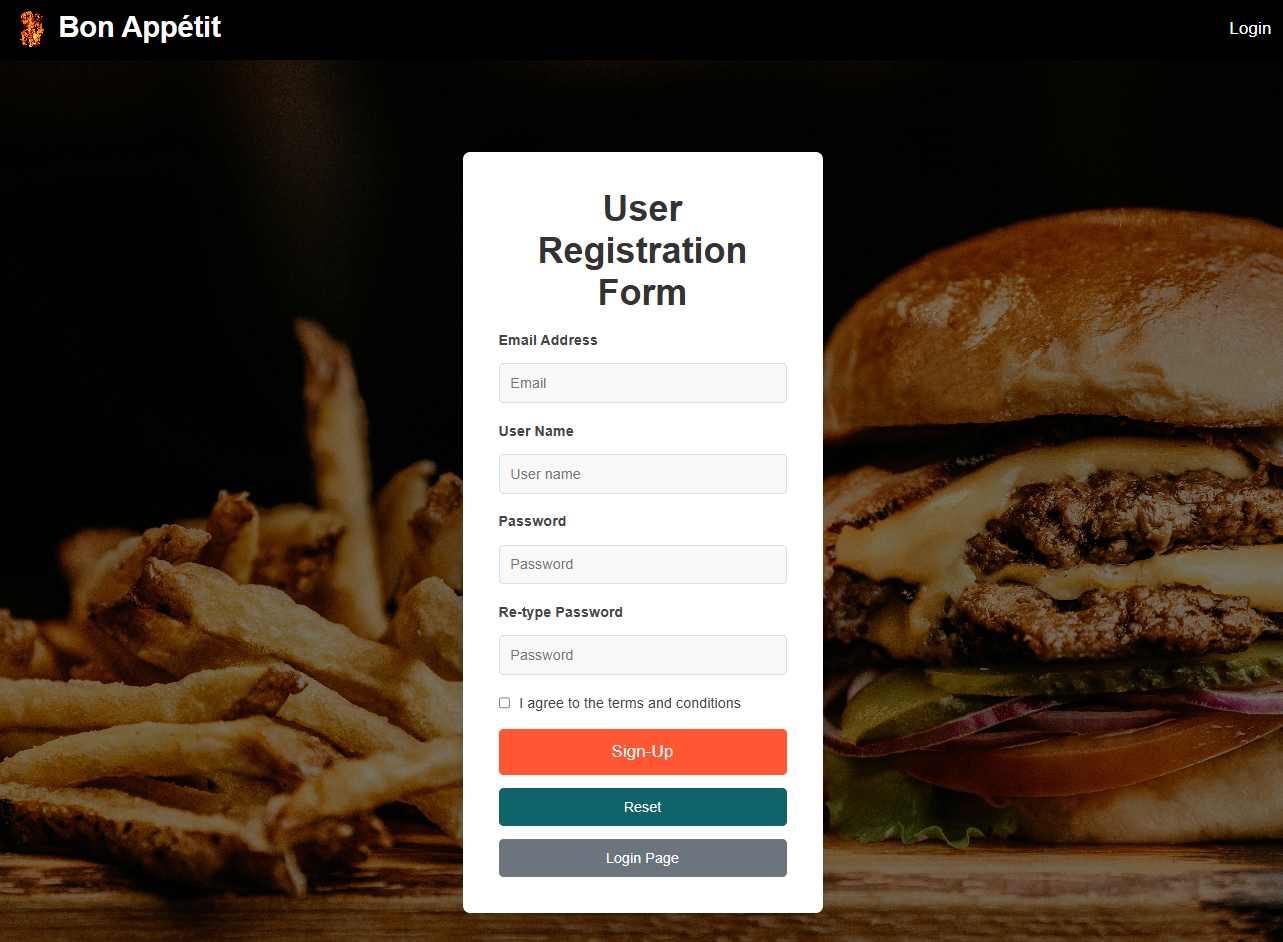 Bon Appétit
Login
User
Registration
Form
Email Address
Email
User Name
User name
Password
Password
Re-type Password
Password
I agree to the terms and conditions
Sign-Up
Reset
Login Page